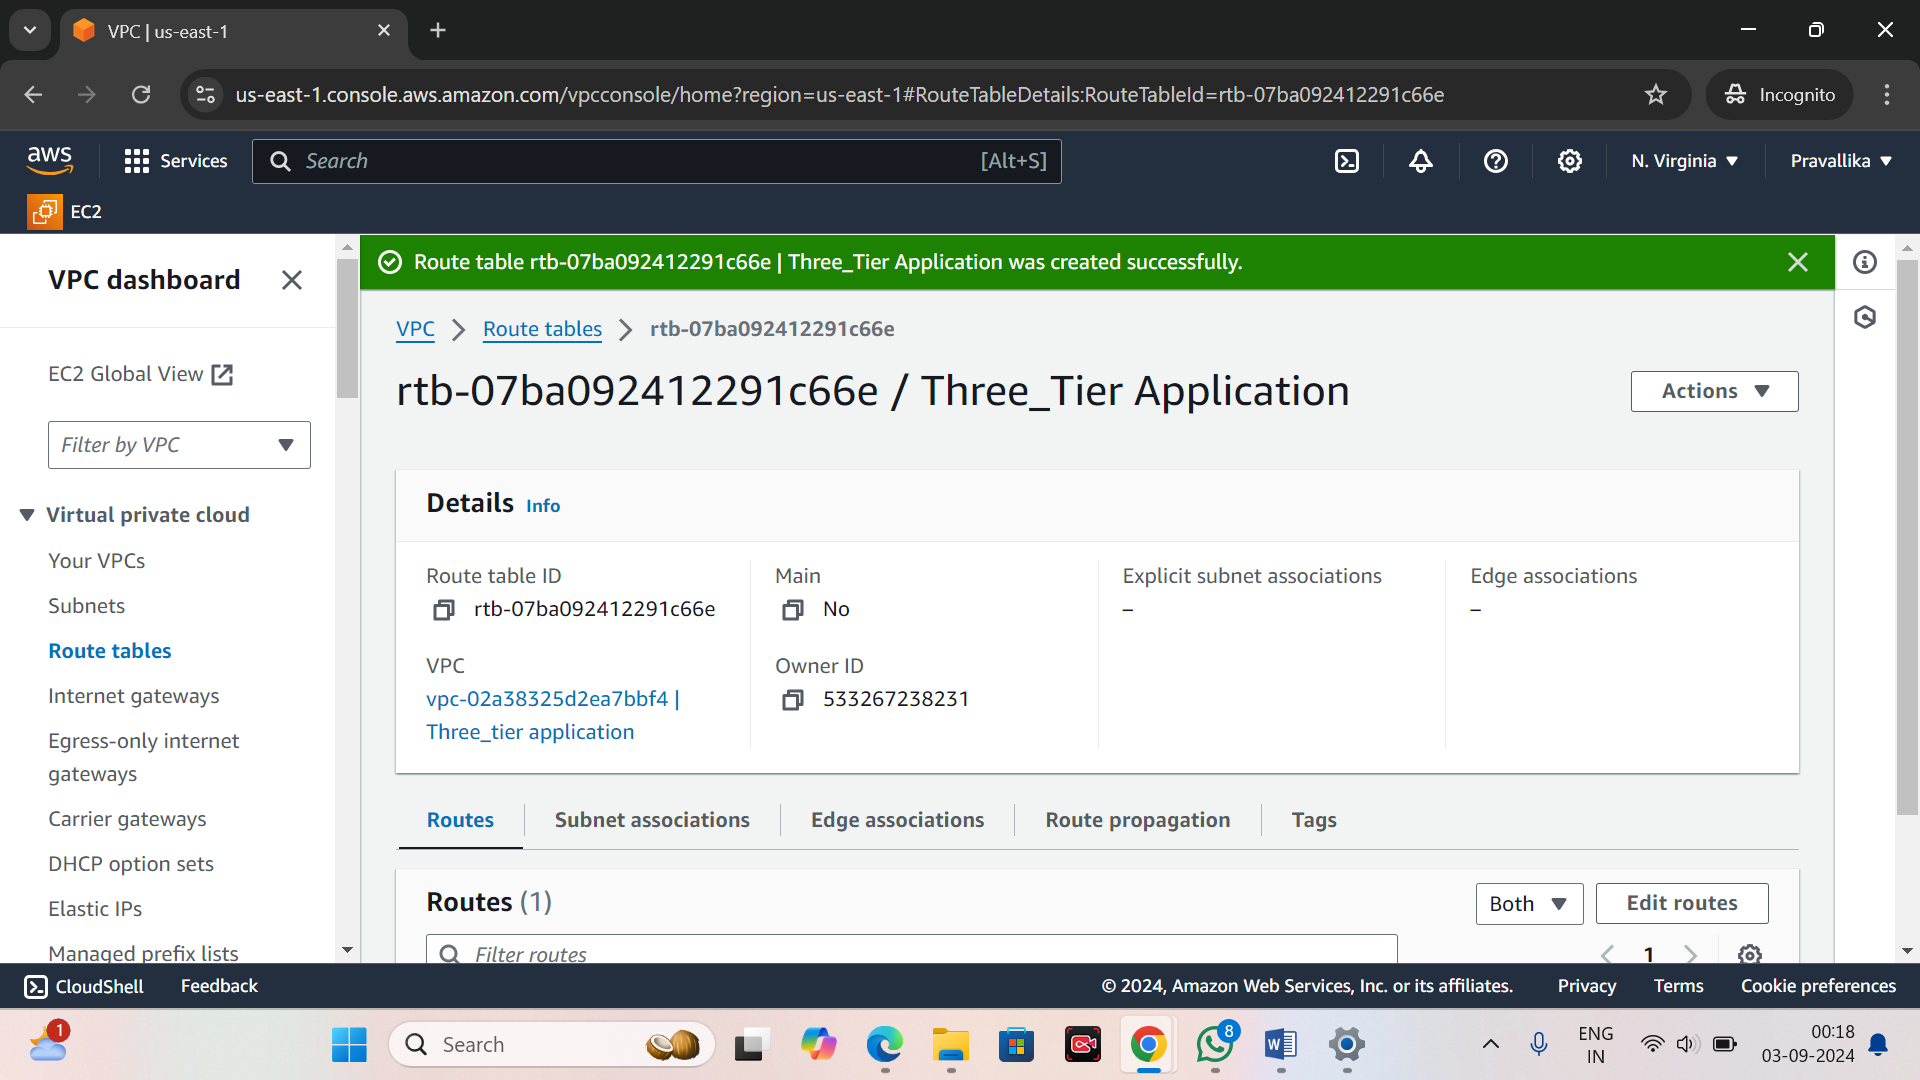 VPC | us-east-1
us-east-1.console.aws.amazon.com/vpcconsole/home?region=us-east-1#RouteTableDetails:RouteTableId=rtb-07ba092412291c66e
Incognito
aws
Services
Search
[Alt+S]
N. Virginia
Pravallika
EC2
VPC dashboard
EC2 Global View
Filter by VPC
Virtual private cloud
Your VPCs
Subnets
Route tables
Internet gateways
Egress-only internet
gateways
Carrier gateways
DHCP option sets
Elastic IPs
Managed prefix lists
Route table rtb-07ba092412291c66e | Three_Tier Application was created successfully.
VPC
Route tables
rtb-07ba092412291c66e
rtb-07ba092412291c66e / Three_Tier Application
Actions
Details Info
Route table ID
rtb-07ba092412291c66e
Main
No
Explicit subnet associations
–
Edge associations
–
VPC
vpc-02a38325d2ea7bbf4 |
Three_tier application
Owner ID
533267238231
Routes
Subnet associations
Edge associations
Route propagation
Tags
Routes (1)
Both
Edit routes
Filter routes
1
CloudShell
Feedback
© 2024, Amazon Web Services, Inc. or its affiliates.
Privacy
Terms
Cookie preferences
1
Search
8
W
ENG
IN
00:18
03-09-2024